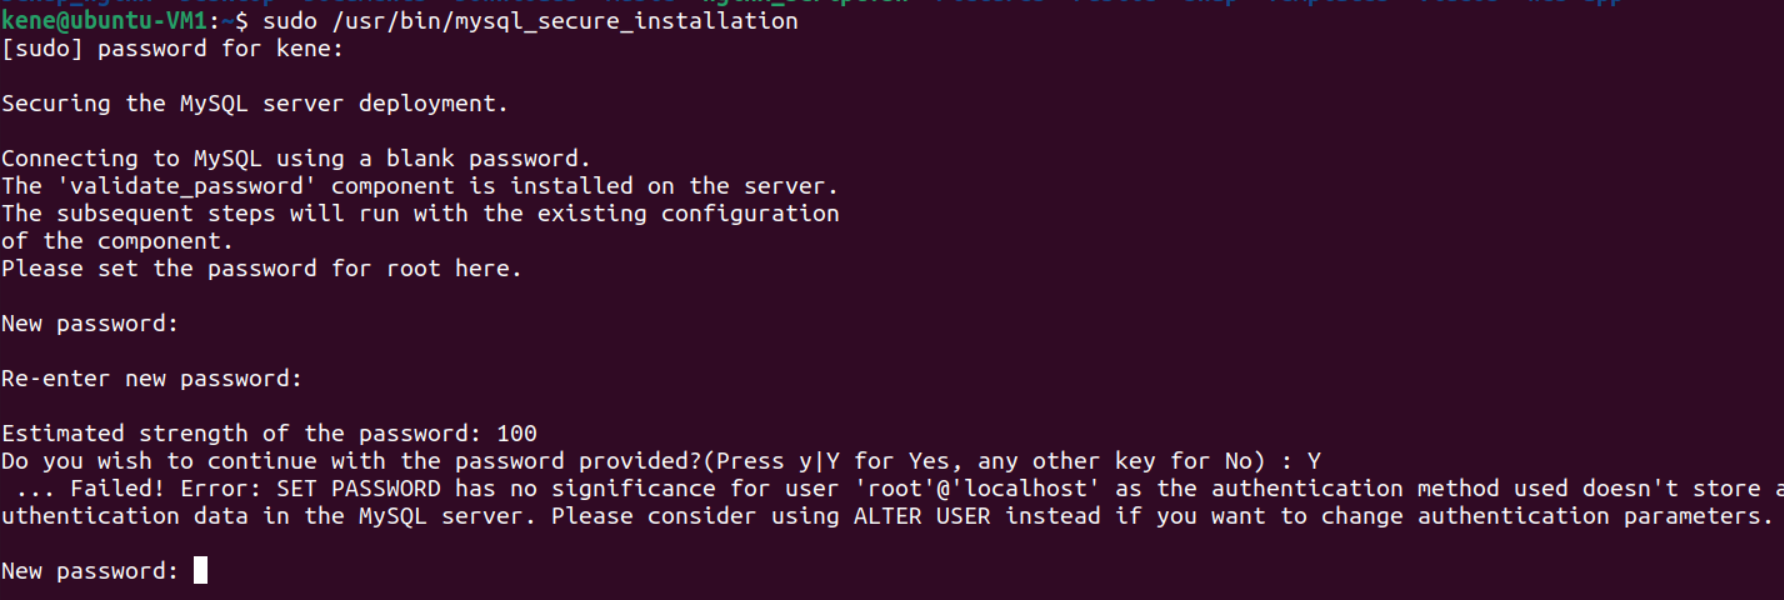 kene@ubuntu-VM1:~$ sudo /usr/bin/mysql_secure_installation
[sudo] password for kene:
Securing the MySQL server deployment.
Connecting to MySQL using a blank password.
The 'validate_password' component is installed on the server.
The subsequent steps will run with the existing configuration
of the component.
Please set the password for root here.
New password:
Re-enter new password:
Estimated strength of the password: 100
Do you wish to continue with the password provided?(Press y|Y for Yes, any other key for No) : Y
 ... Failed! Error: SET PASSWORD has no significance for user 'root'@'localhost' as the authentication method used doesn't store a
uthentication data in the MySQL server. Please consider using ALTER USER instead if you want to change authentication parameters.
New password: